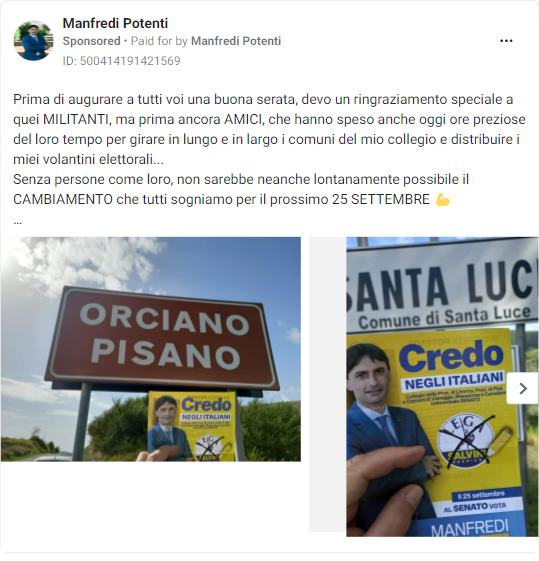 Manfredi Potenti
Sponsored • Paid for by Manfredi Potenti
ID: 500414191421569
Prima di augurare a tutti voi una buona serata, devo un ringraziamento speciale a
quei MILITANTI, ma prima ancora AMICI, che hanno speso anche oggi ore preziose
del loro tempo per girare in lungo e in largo i comuni del mio collegio e distribuire i
miei volantini elettorali...
Senza persone come loro, non sarebbe neanche lontanamente possibile il
CAMBIAMENTO che tutti sogniamo per il prossimo 25 SETTEMBRE 💪
...
ORCIANO
PISANO
Credo
NEGLI ITALIANI
SALVINI
SANTA LUC
Comune di Santa Luce
Credo
NEGLI ITALIANI
SALVINI
PREMIER
Il 25 settembre
AL SENATO VOTA
MANFREDI